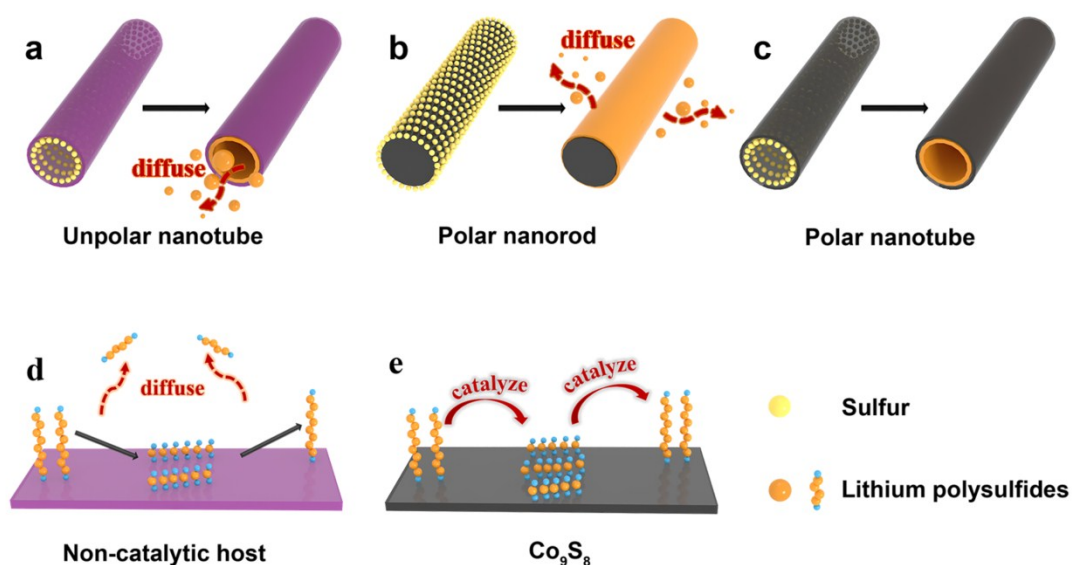 a
b
c
diffuse
diffuse
Unpolar nanotube
Polar nanorod
Polar nanotube
d
e
diffuse
catalyze
catalyze
Sulfur
Lithium polysulfides
Non-catalytic host
Co₉S₈